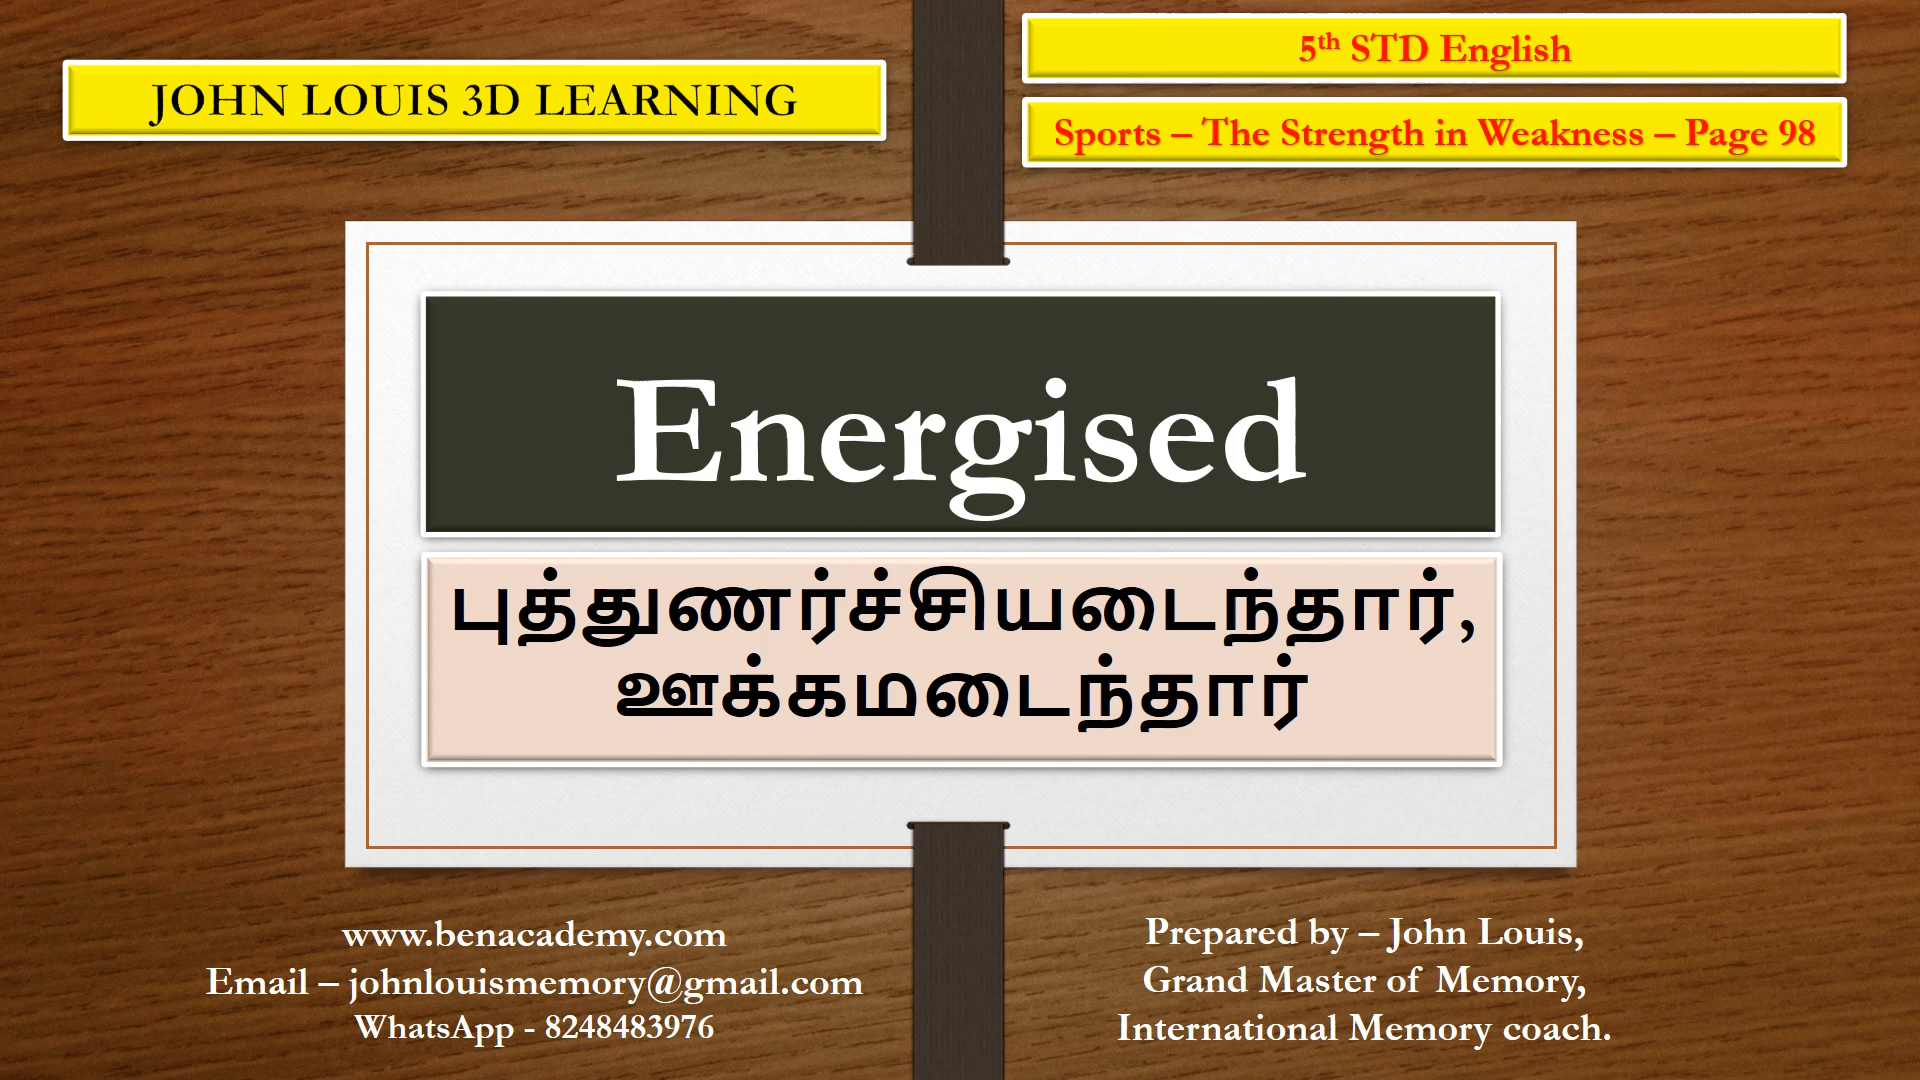 JOHN LOUIS 3D LEARNING
5th STD English
Sports – The Strength in Weakness – Page 98
Energised
புத்துணர்ச்சியடைந்தார்,
ஊக்கமடைந்தார்
www.benacademy.com
Email – johnlouismemory@gmail.com
WhatsApp - 8248483976
Prepared by – John Louis,
Grand Master of Memory,
International Memory coach.